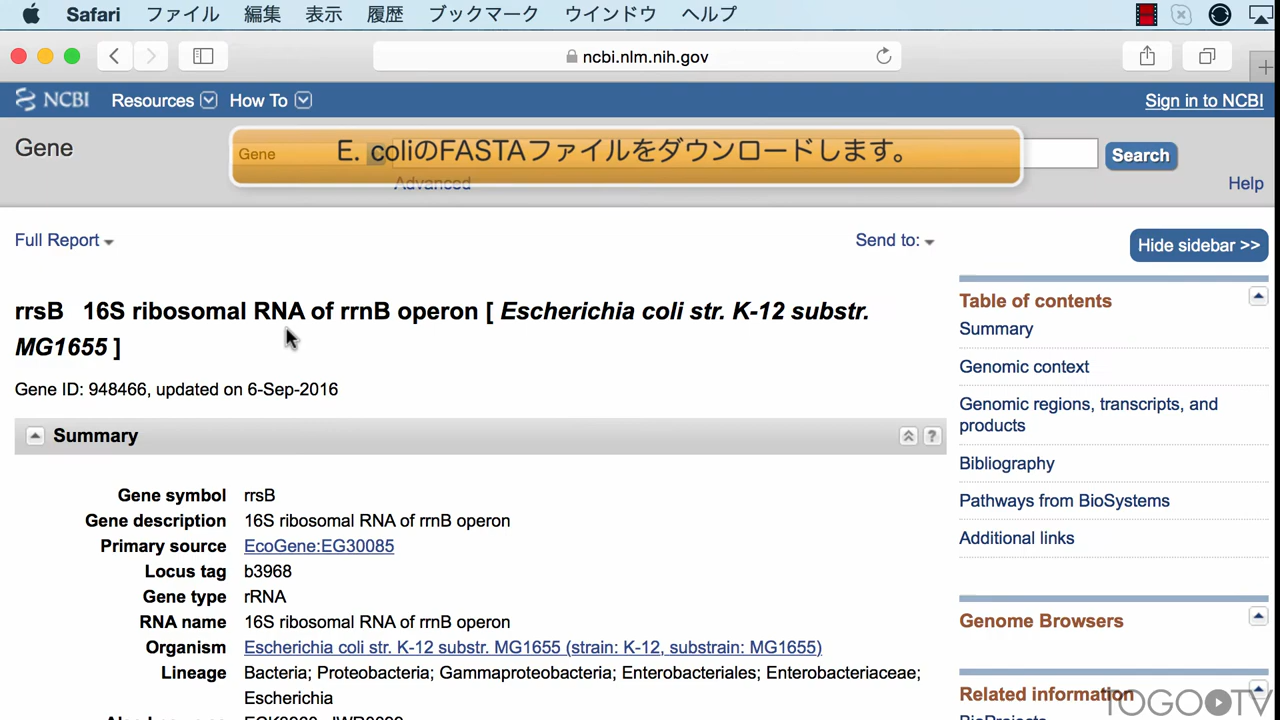 Safari ファイル 編集 表示 履歴 ブックマーク ウインドウ ヘルプ
ncbi.nlm.nih.gov
NCBI Resources How To Sign in to NCBI
Gene
Gene
E. coliのFASTAファイルをダウンロードします。
Search
Advanced
Help
Full Report
Send to:
Hide sidebar >>
rrsB 16S ribosomal RNA of rrnB operon [ Escherichia coli str. K-12 substr.
MG1655 ]
Gene ID: 948466, updated on 6-Sep-2016
Summary
Gene symbol rrsB
Gene description 16S ribosomal RNA of rrnB operon
Primary source EcoGene:EG30085
Locus tag b3968
Gene type rRNA
RNA name 16S ribosomal RNA of rrnB operon
Organism Escherichia coli str. K-12 substr. MG1655 (strain: K-12, substrain: MG1655)
Lineage Bacteria; Proteobacteria; Gammaproteobacteria; Enterobacteriales; Enterobacteriaceae;
Escherichia
Table of contents
Summary
Genomic context
Genomic regions, transcripts, and
products
Bibliography
Pathways from BioSystems
Additional links
Genome Browsers
Related information
TOGOTV